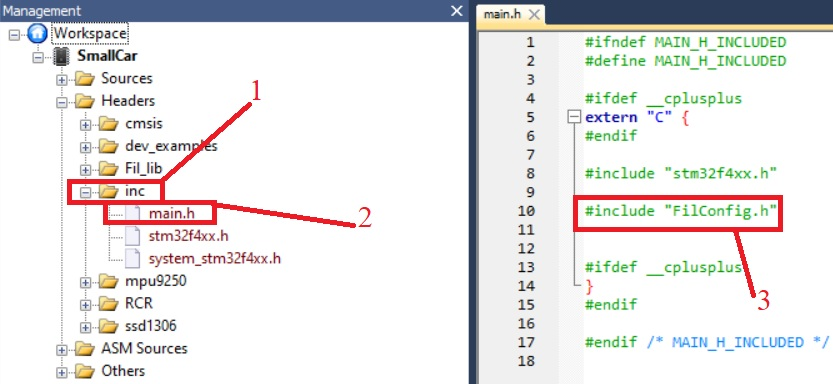 Management
Workspace
SmallCar
Sources
Headers
1
cmsis
dev_examples
Fil_lib
inc
main.h
2
stm32f4xx.h
system_stm32f4xx.h
mpu9250
RCR
ssd1306
ASM Sources
Others
main.h
1 #ifndef MAIN_H_INCLUDED
2 #define MAIN_H_INCLUDED
3
4 #ifdef __cplusplus
5 extern "C" {
6 #endif
7
8 #include "stm32f4xx.h"
9
10 #include "FilConfig.h"
11
12
13 #ifdef __cplusplus
14 }
15 #endif
16
17 #endif /* MAIN_H_INCLUDED */
18
3